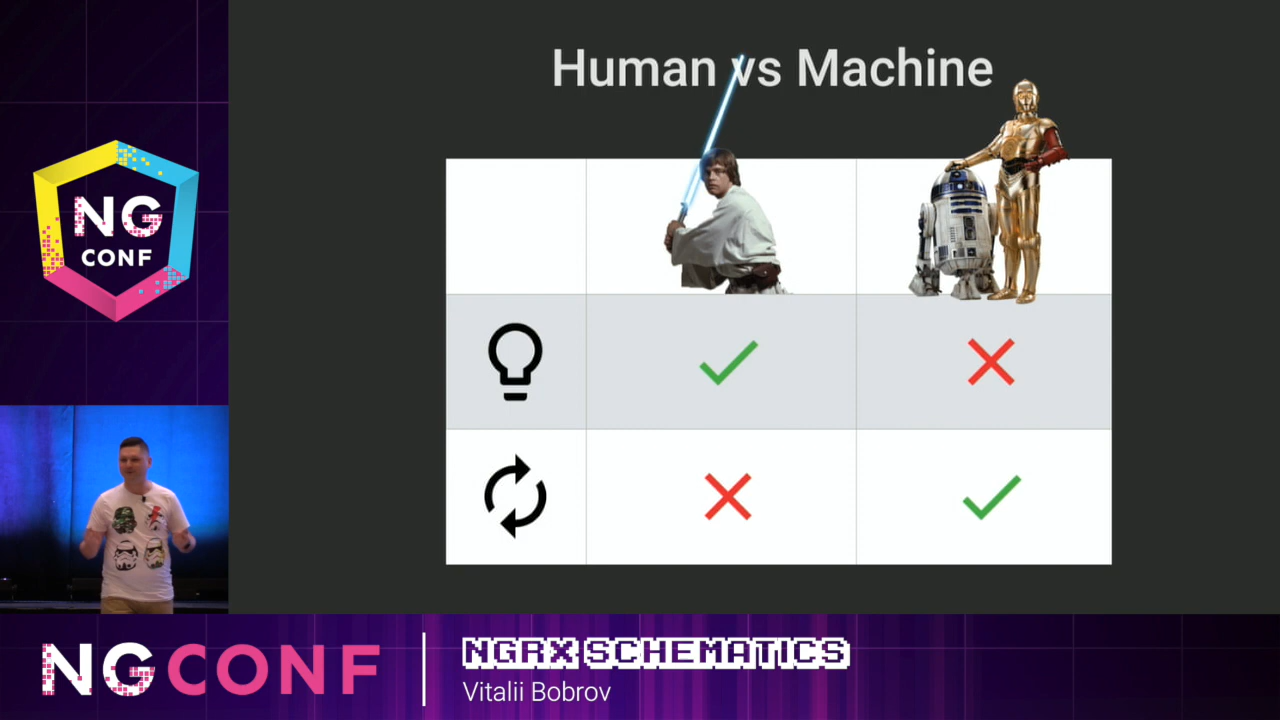 Human vs Machine
NG
CONF
NGCONF
NGRX SCHEMATICS
Vitalii Bobrov